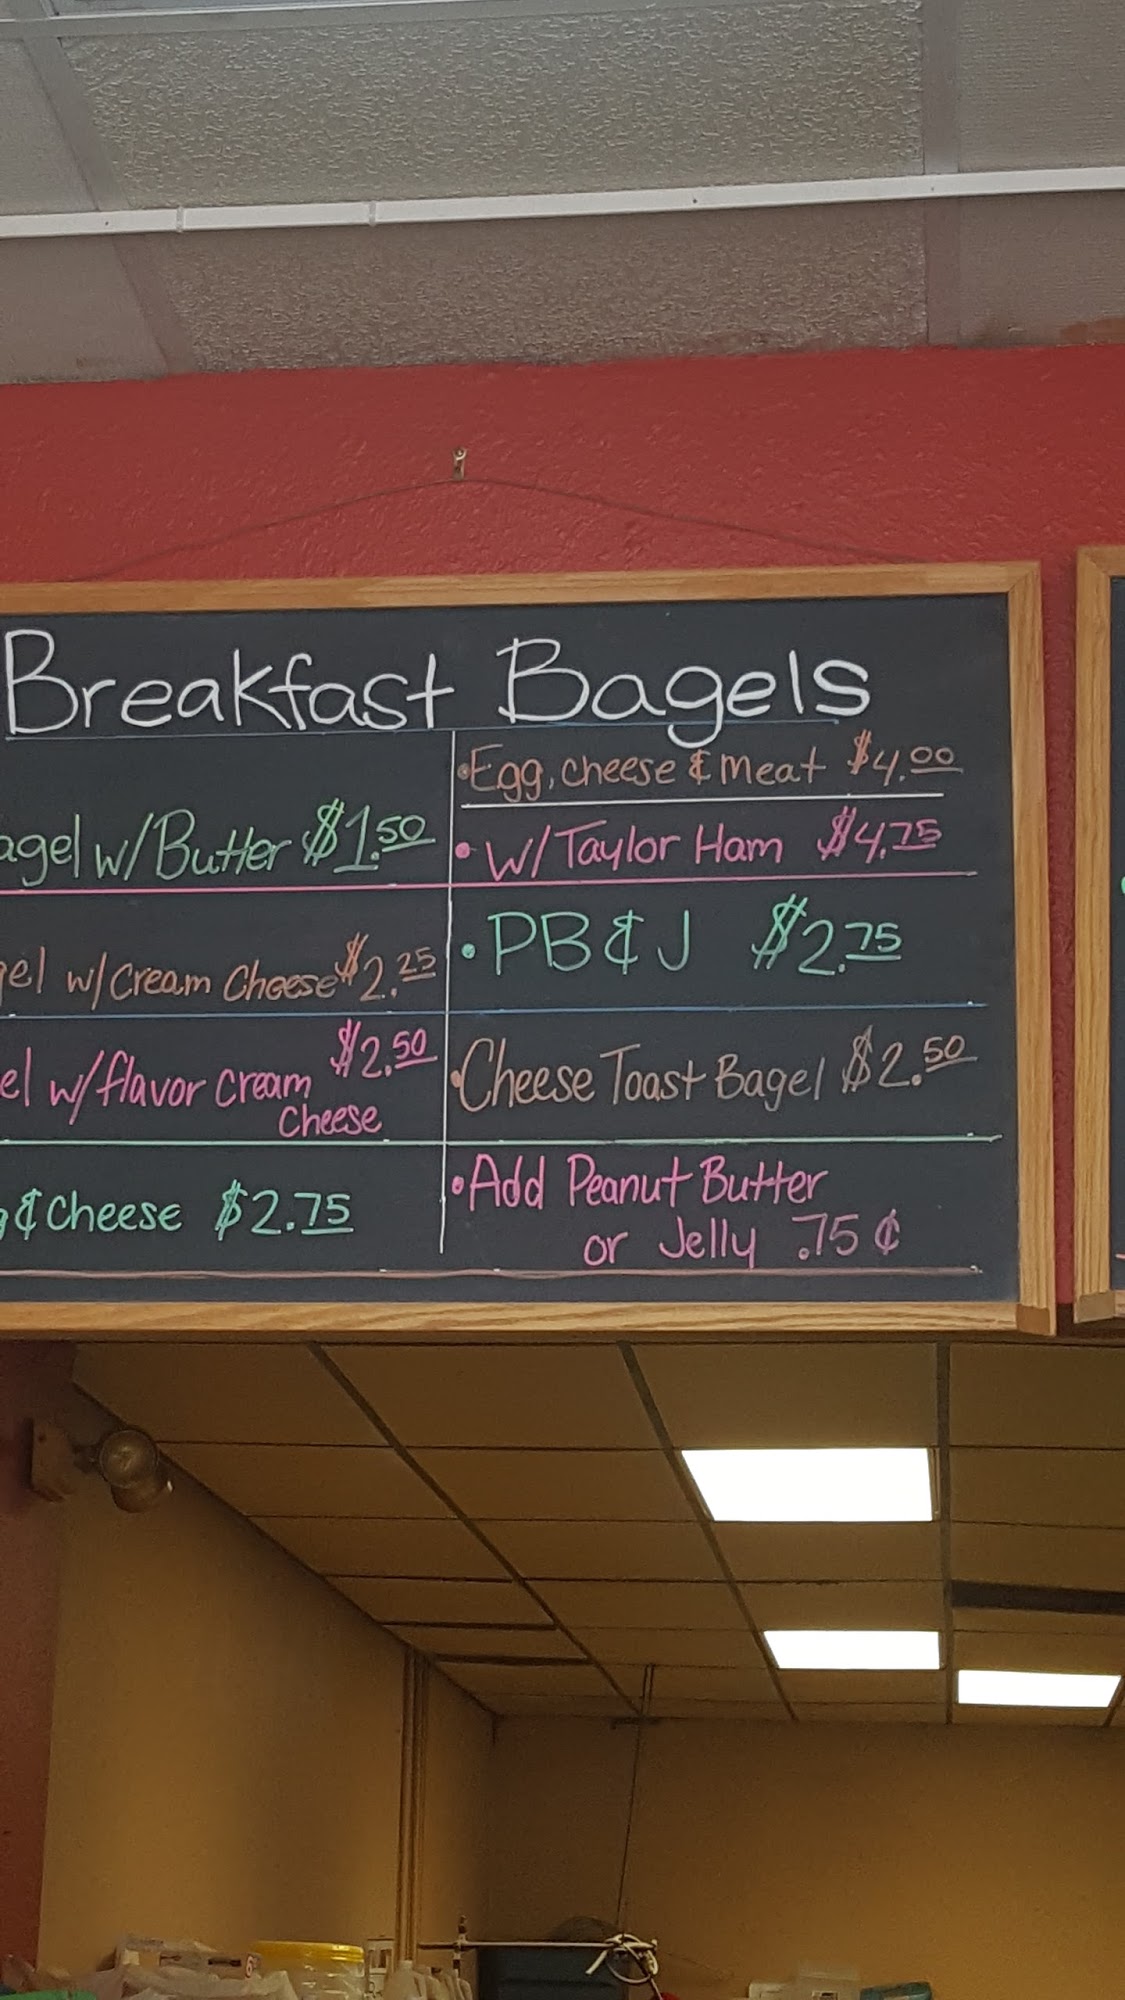 Breakfast Bagels
agel w/Butter $1.50
gel w/Cream Cheese $2.25
el w/flavor cream $2.50
Cheese
g & Cheese $2.75
• Egg, cheese & Meat $4.00
• W/Taylor Ham $4.75
• PB & J $2.75
• Cheese Toast Bagel $2.50
• Add Peanut Butter
or Jelly .75¢